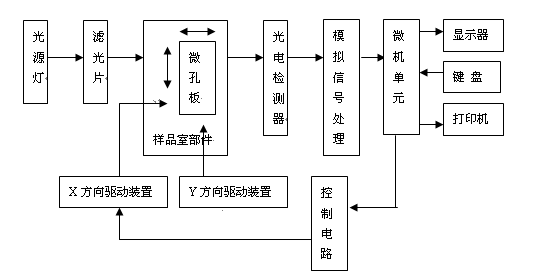 光源灯
滤光片
微孔板
样品室部件
光电检测器
模拟信号处理
微机单元
显示器
键 盘
打印机
X 方向驱动装置
Y 方向驱动装置
控制电路